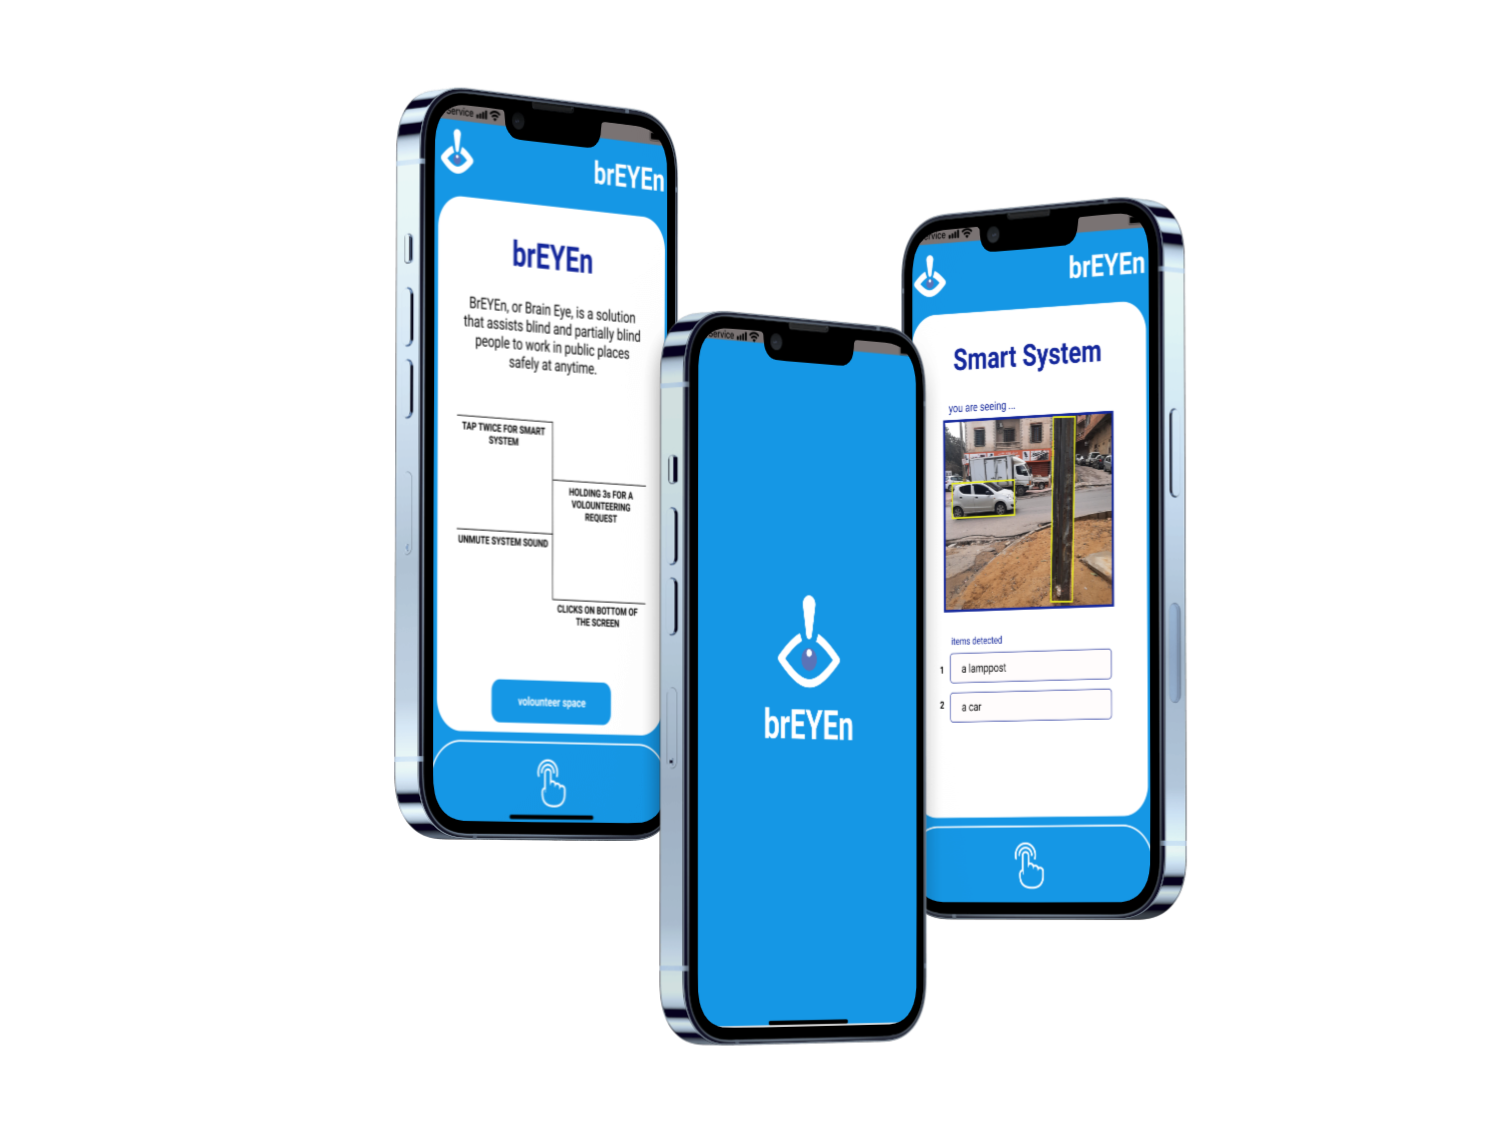 Service
brEYEn
brEYEn
BrEYEn, or Brain Eye, is a solution
that assists blind and partially blind
people to work in public places
safely at anytime.
TAP TWICE FOR SMART
SYSTEM
HOLDING 3s FOR A
VOLOUNTEERING
REQUEST
UNMUTE SYSTEM SOUND
CLICKS ON BOTTOM OF
THE SCREEN
volounteer space
Service
brEYEn
rvice
brEYEn
Smart System
you are seeing ...
items detected
1 a lamppost
2 a car